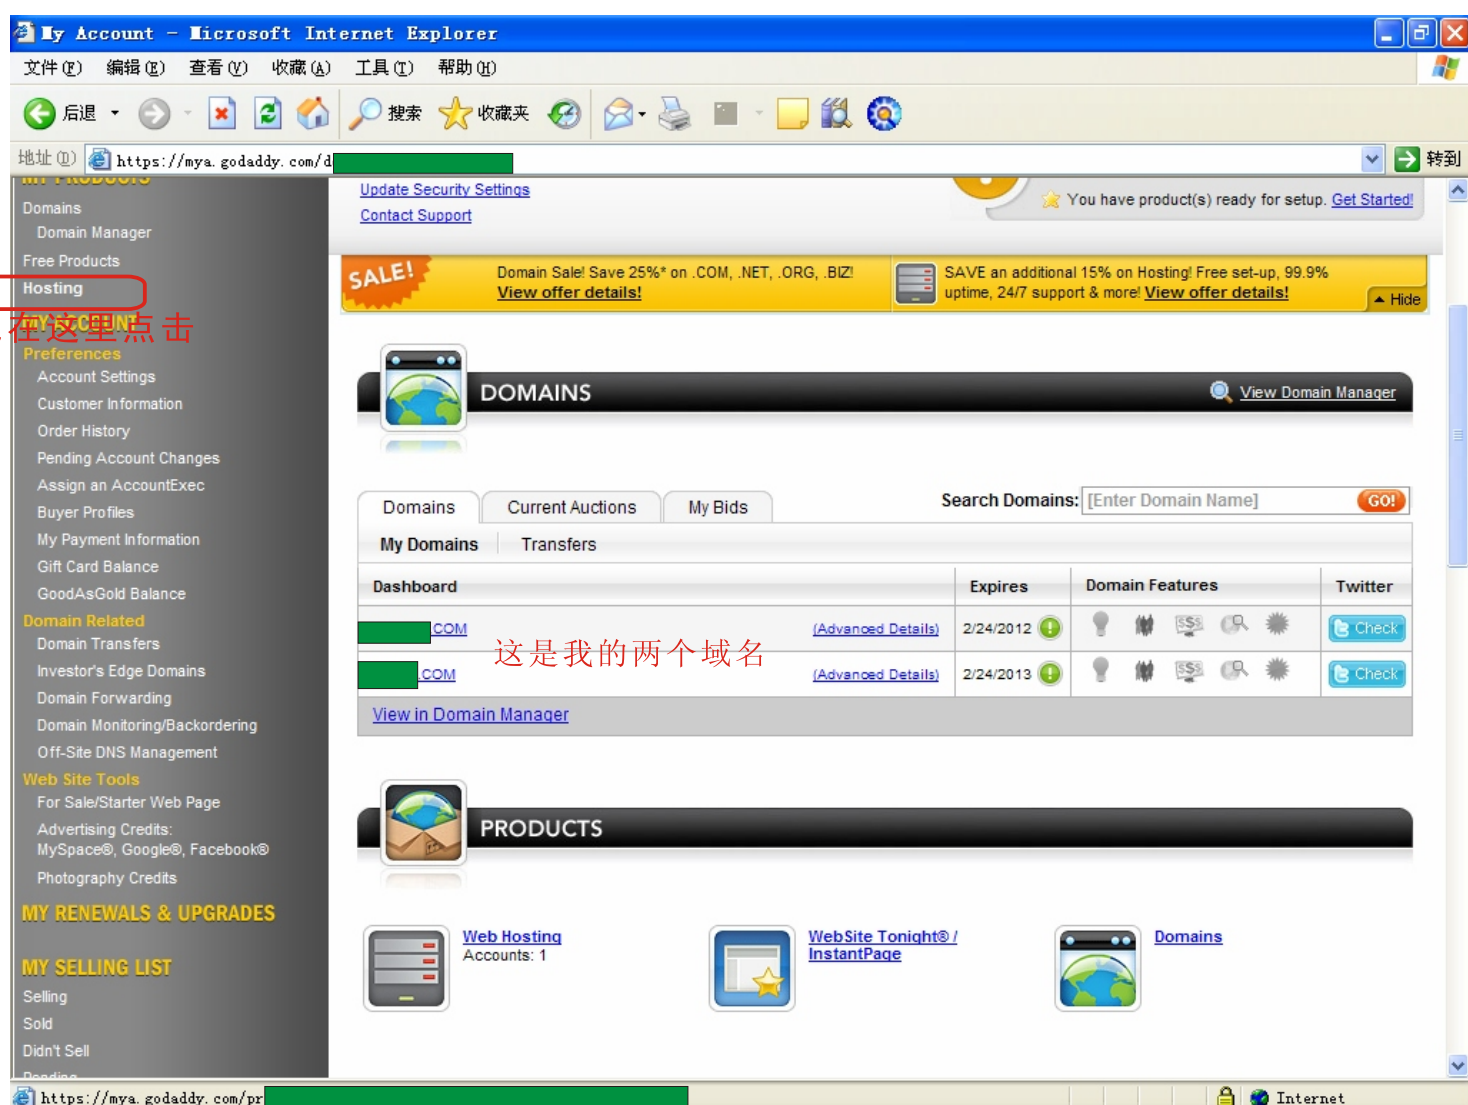 My Account - Microsoft Internet Explorer
文件(F) 编辑(E) 查看(V) 收藏(A) 工具(T) 帮助(H)
后退 搜索 收藏夹
地址(D) https://mya.godaddy.com/d 转到
MY PRODUCTS
Domains
Domain Manager
Free Products
Hosting
在这里点击
MY ACCOUNT
Preferences
Account Settings
Customer Information
Order History
Pending Account Changes
Assign an AccountExec
Buyer Profiles
My Payment Information
Gift Card Balance
GoodAsGold Balance
Domain Related
Domain Transfers
Investor's Edge Domains
Domain Forwarding
Domain Monitoring/Backordering
Off-Site DNS Management
Web Site Tools
For Sale/Starter Web Page
Advertising Credits:
MySpace®, Google®, Facebook®
Photography Credits
MY RENEWALS & UPGRADES
MY SELLING LIST
Selling
Sold
Didn't Sell
Pending
Update Security Settings
Contact Support
You have product(s) ready for setup. Get Started!
SALE!
Domain Sale! Save 25%* on .COM, .NET, .ORG, .BIZ!
View offer details!
SAVE an additional 15% on Hosting! Free set-up, 99.9%
uptime, 24/7 support & more! View offer details!
Hide
DOMAINS View Domain Manager
Domains Current Auctions My Bids Search Domains: [Enter Domain Name] GO!
My Domains Transfers
Dashboard Expires Domain Features Twitter
.COM (Advanced Details) 2/24/2012 $$$ Check
这是我的两个域名
.COM (Advanced Details) 2/24/2013 $$$ Check
View in Domain Manager
PRODUCTS
Web Hosting
Accounts: 1
WebSite Tonight® /
InstantPage
Domains
https://mya.godaddy.com/pr Internet